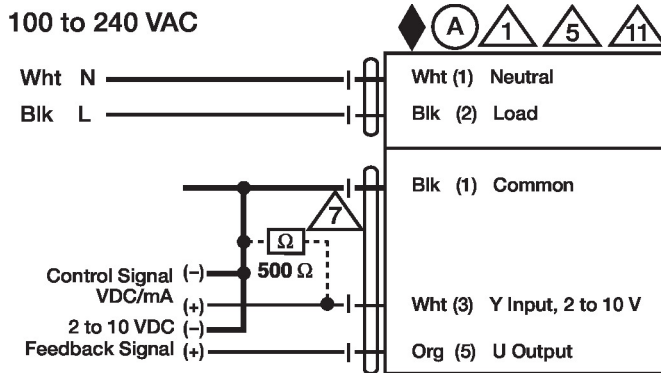 100 to 240 VAC
A 1 5 11
Wht N
Wht (1) Neutral
Blk L
Blk (2) Load
Blk (1) Common
7
Ω
500 Ω
Control Signal (–)
VDC/mA
(+)
Wht (3) Y Input, 2 to 10 V
2 to 10 VDC (–)
Feedback Signal (+)
Org (5) U Output